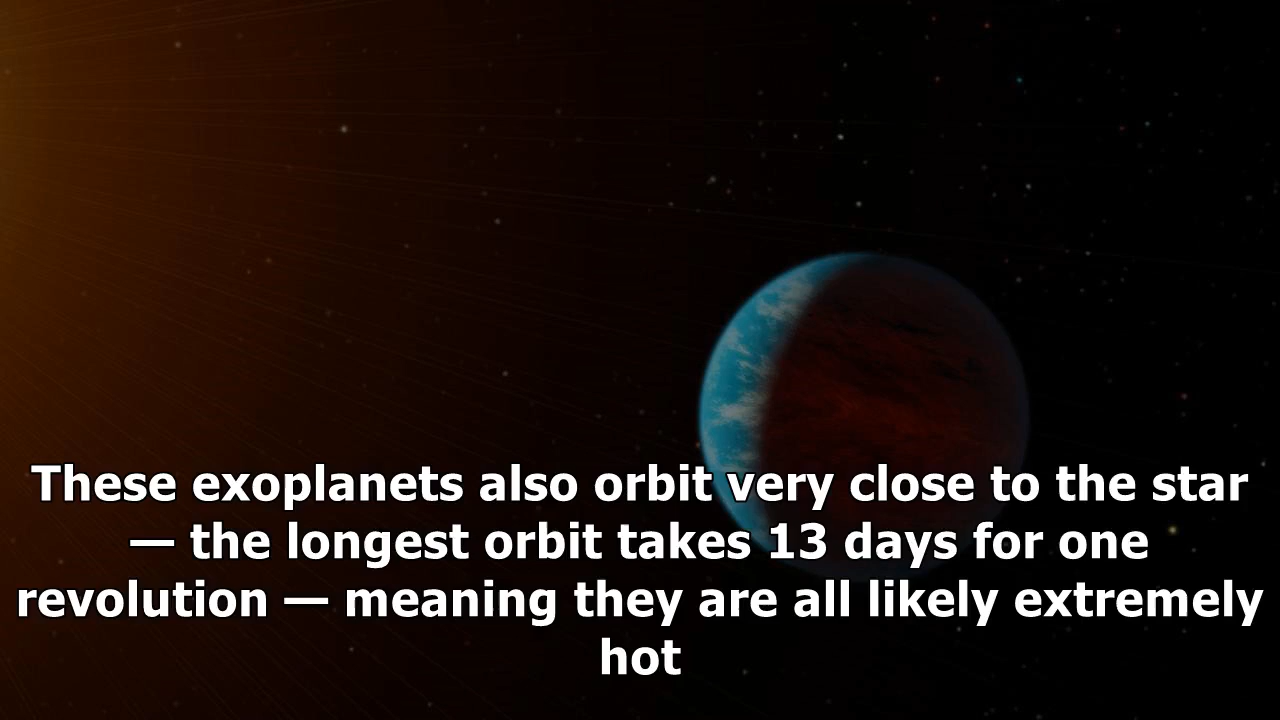 These exoplanets also orbit very close to the star
— the longest orbit takes 13 days for one
revolution — meaning they are all likely extremely
hot